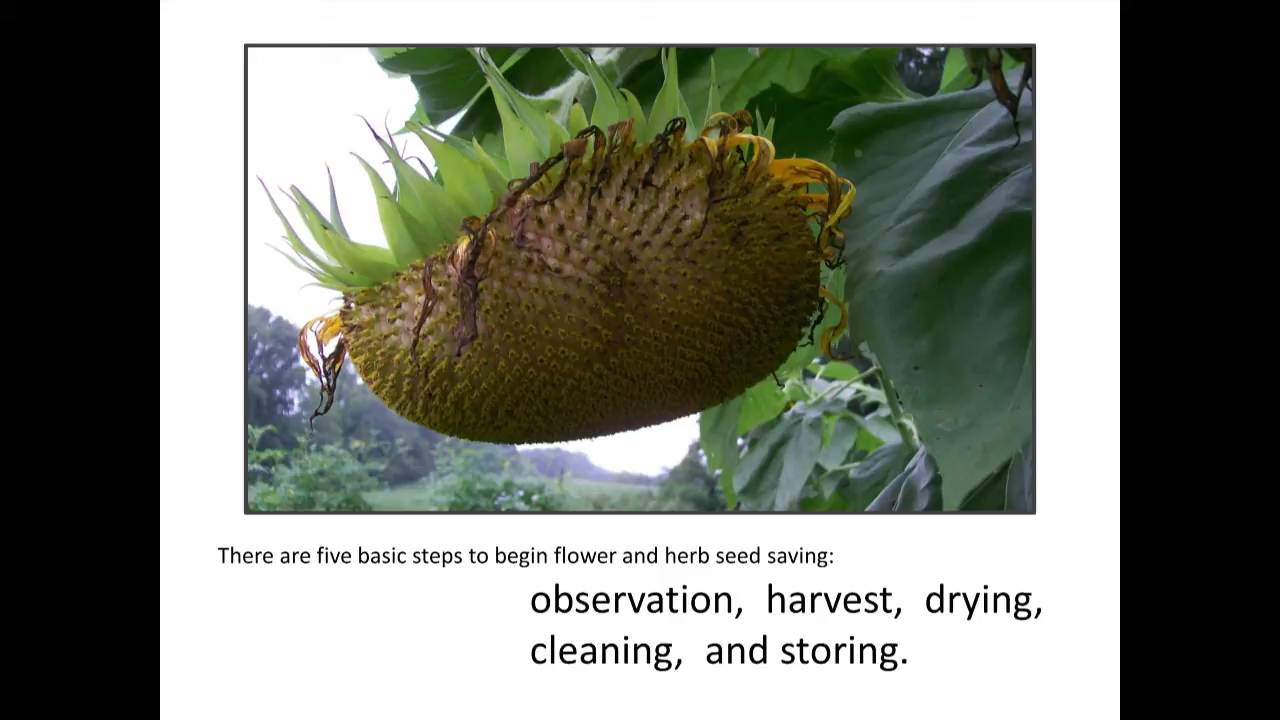 There are five basic steps to begin flower and herb seed saving:
observation, harvest, drying,
cleaning, and storing.